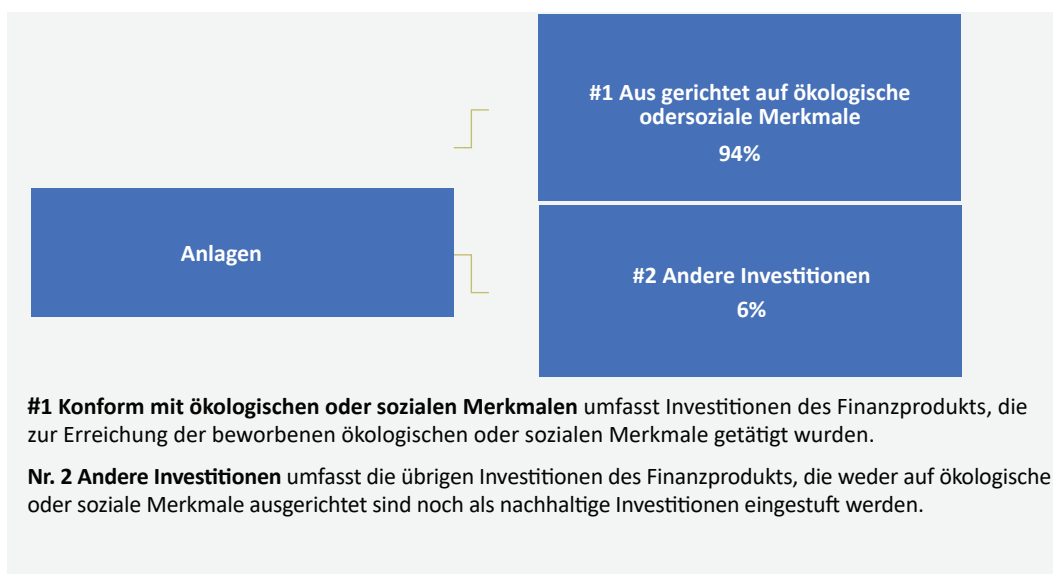 #1 Aus gerichtet auf ökologische
odersoziale Merkmale
94%
Anlagen
#2 Andere Investitionen
6%
#1 Konform mit ökologischen oder sozialen Merkmalen umfasst Investitionen des Finanzprodukts, die
zur Erreichung der beworbenen ökologischen oder sozialen Merkmale getätigt wurden.
Nr. 2 Andere Investitionen umfasst die übrigen Investitionen des Finanzprodukts, die weder auf ökologische
oder soziale Merkmale ausgerichtet sind noch als nachhaltige Investitionen eingestuft werden.